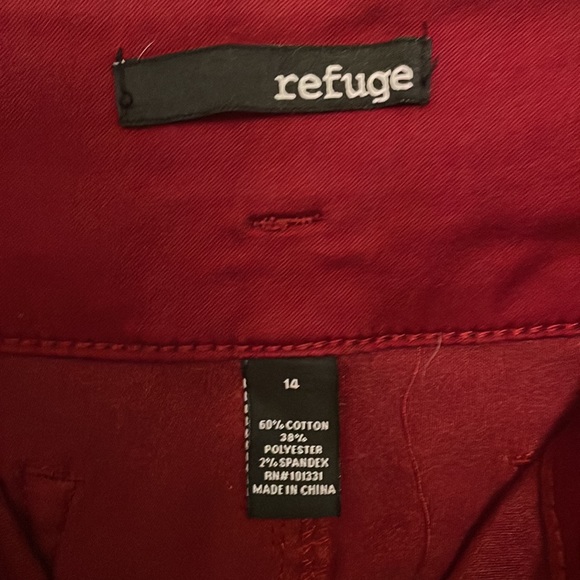 refuge
14
60% COTTON
38%
POLYESTER
2% SPANDEX
RN#101331
MADE IN CHINA